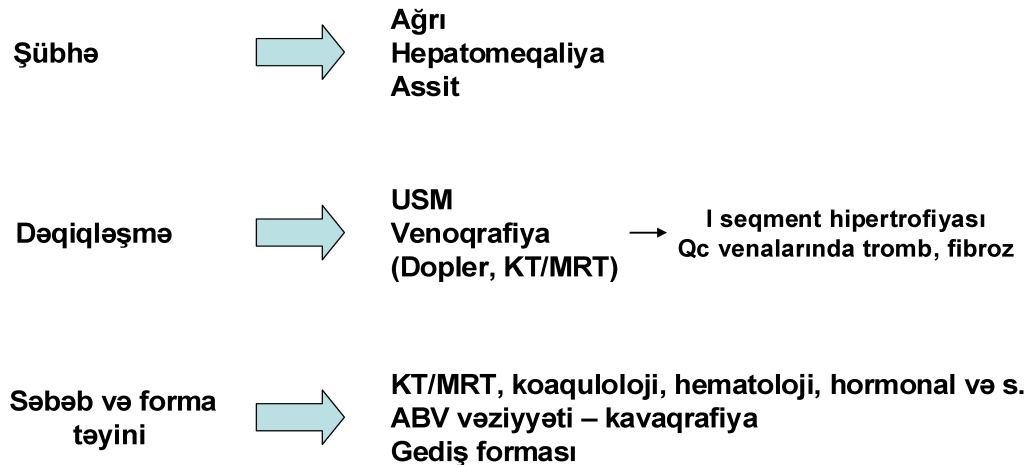 Şübhə
Ağrı
Hepatomeqaliya
Assit
Dəqiqləşmə
USM
Venoqrafiya
(Dopler, KT/MRT)
I seqment hipertrofiyası
Qc venalarında tromb, fibroz
Səbəb və forma
təyini
KT/MRT, koaquloloji, hematoloji, hormonal və s.
ABV vəziyyəti – kavaqrafiya
Gediş forması